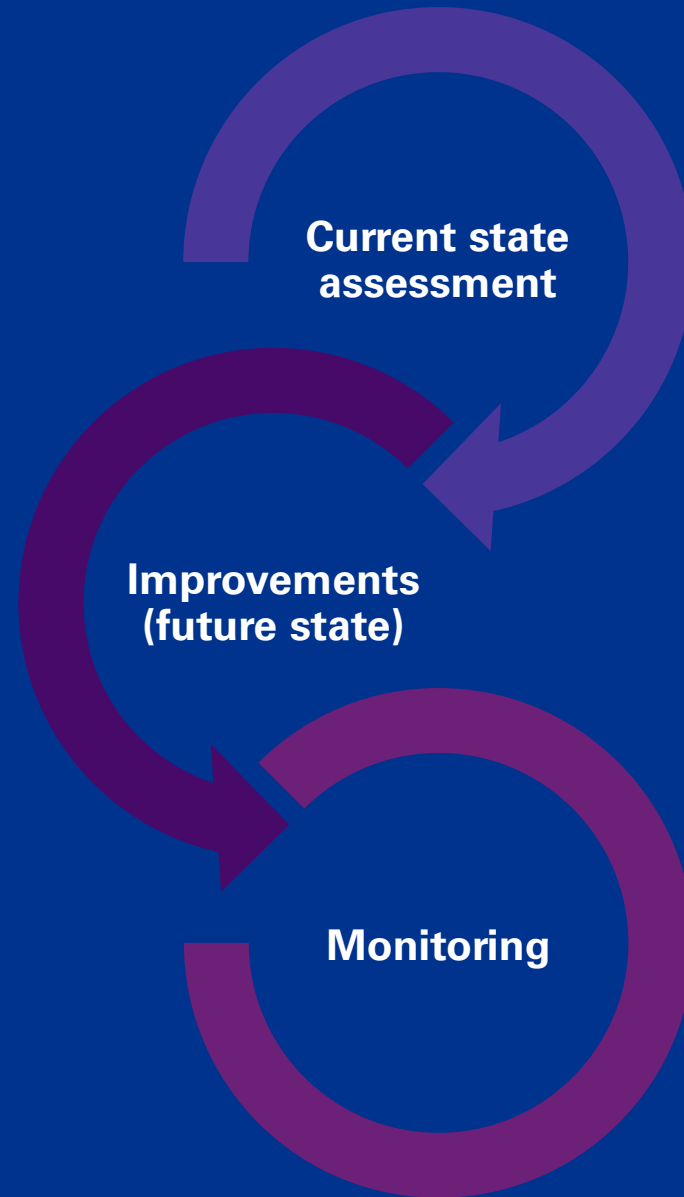 Current state
assessment
Improvements
(future state)
Monitoring